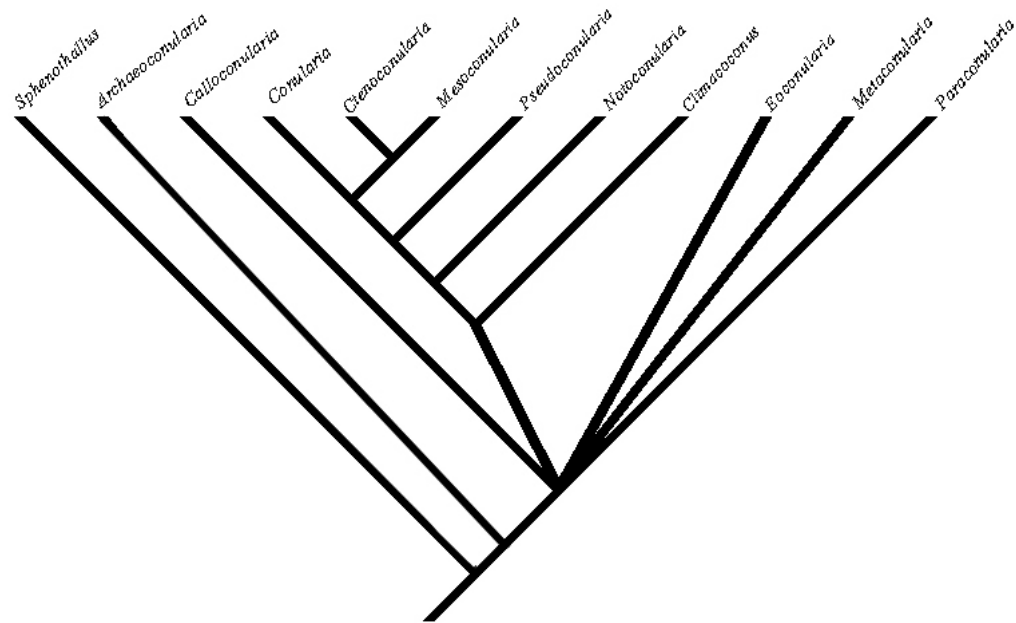 Sphenothallus
Archaeoconularia
Calloconularia
Conularia
Ctenoconularia
Mesoconularia
Pseudoconularia
Notoconularia
Climacoconus
Eoconularia
Metaconularia
Paraconularia